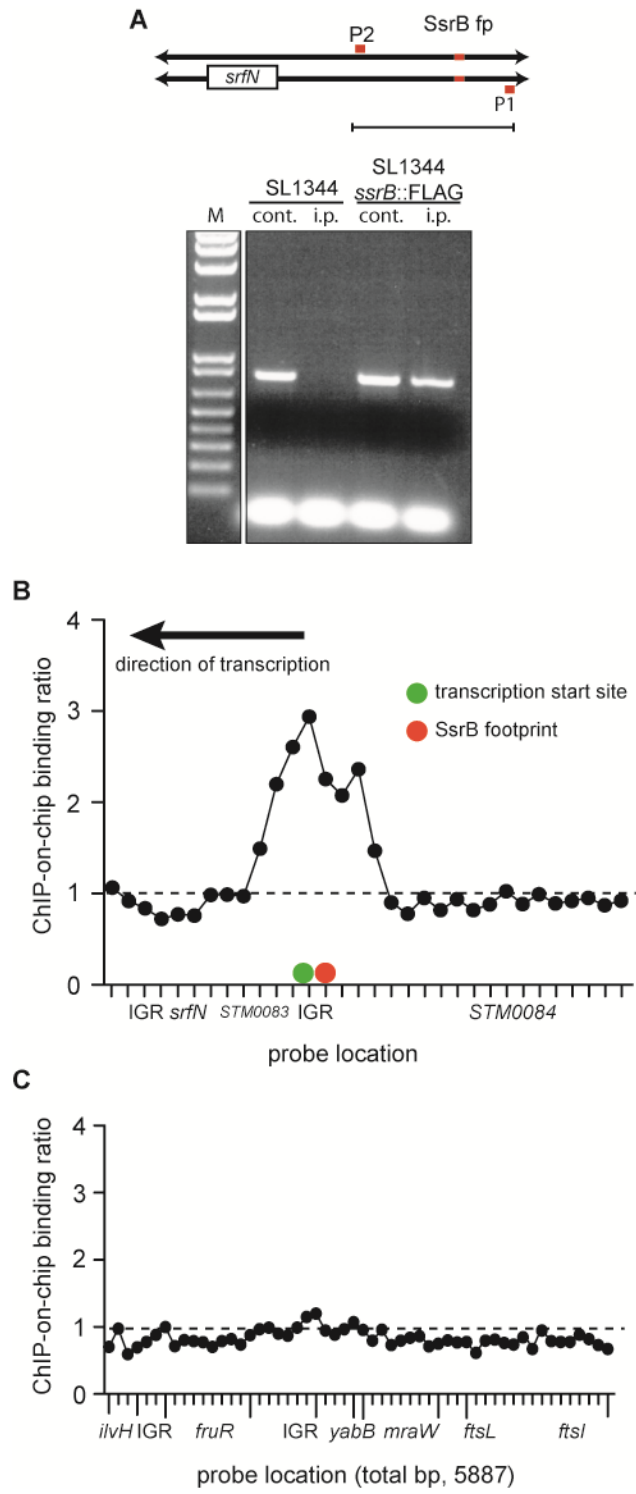 A
P2 SsrB fp
srfN
P1
SL1344
SL1344 ssrB::FLAG
M cont. i.p. cont. i.p.
B
4
3
2
1
0
ChIP-on-chip binding ratio
direction of transcription
transcription start site
SsrB footprint
IGR srfN STM0083 IGR STM0084
probe location
C
4
3
2
1
0
ChIP-on-chip binding ratio
ilvH IGR fruR IGR yabB mraW ftsL ftsI
probe location (total bp, 5887)